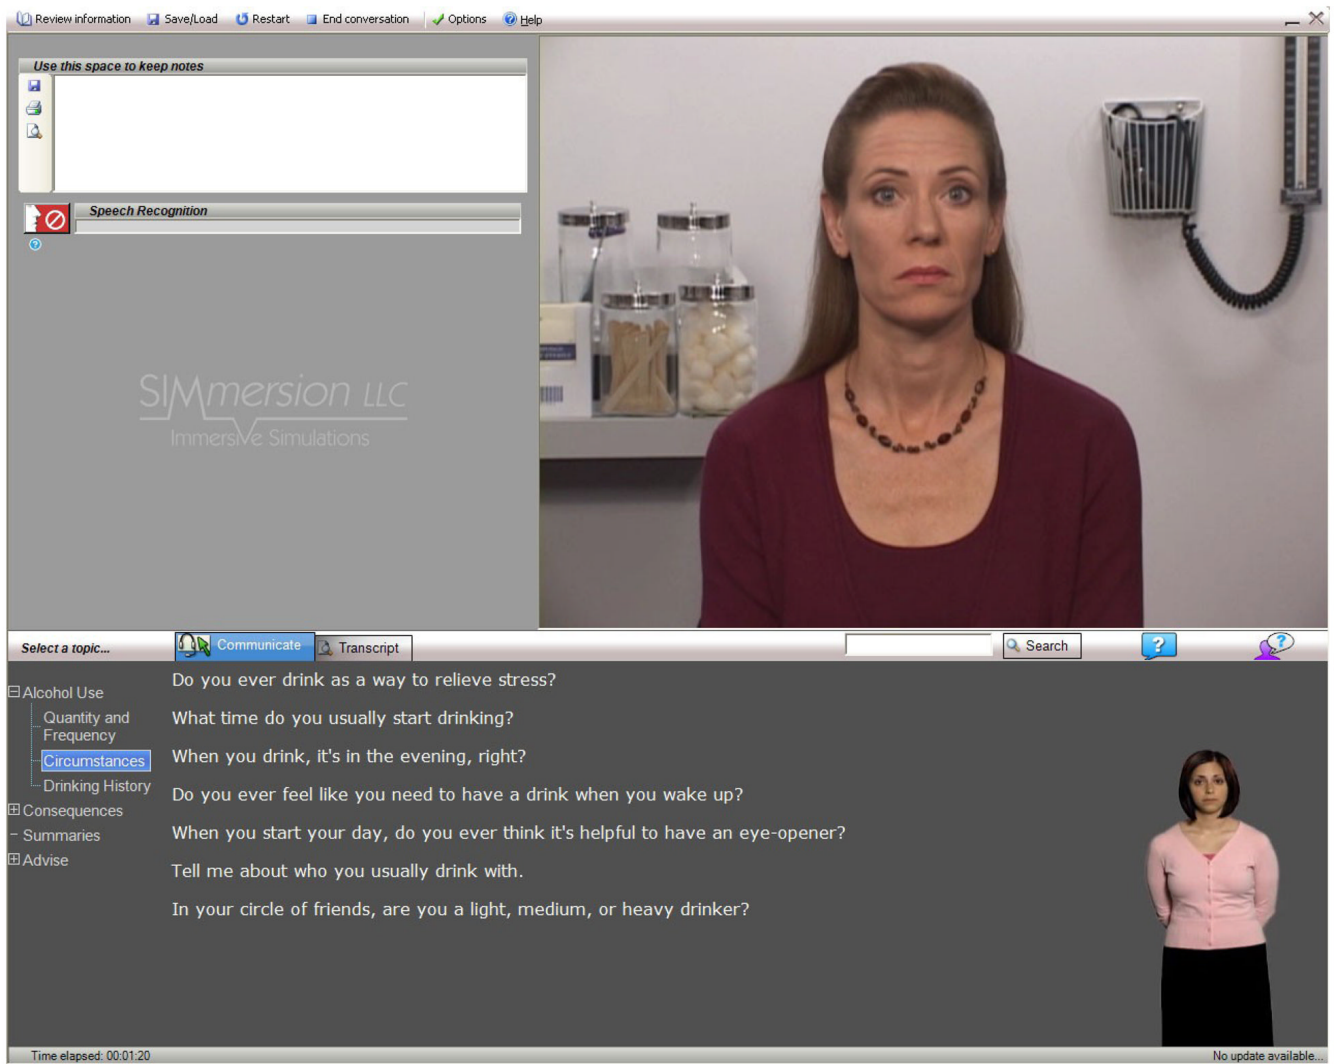 Review information Save/Load Restart End conversation Options Help
Use this space to keep notes
Speech Recognition
SIMmersion LLC
Immersive Simulations
Select a topic... Communicate Transcript Search
Alcohol Use
Quantity and
Frequency
Circumstances
Drinking History
Consequences
Summaries
Advise
Do you ever drink as a way to relieve stress?
What time do you usually start drinking?
When you drink, it's in the evening, right?
Do you ever feel like you need to have a drink when you wake up?
When you start your day, do you ever think it's helpful to have an eye-opener?
Tell me about who you usually drink with.
In your circle of friends, are you a light, medium, or heavy drinker?
Time elapsed: 00:01:20 No update available...